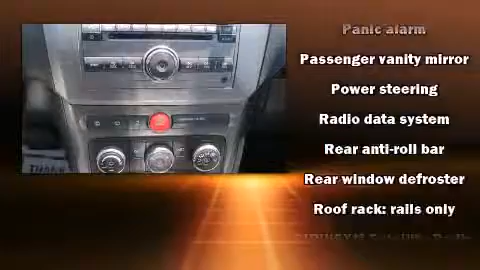 Panic alarm
Passenger vanity mirror
Power steering
Radio data system
Rear anti-roll bar
Rear window defroster
Roof rack: rails only